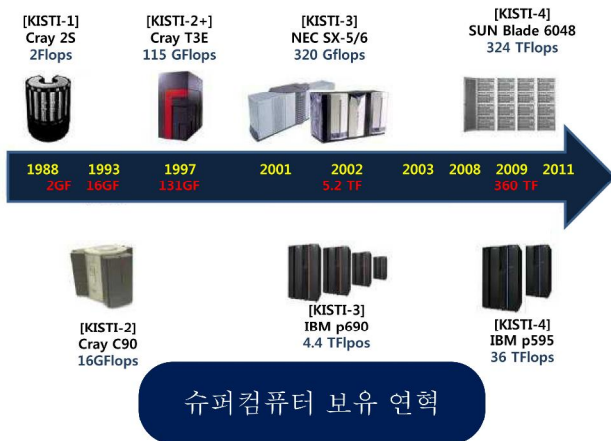 [KISTI-1]
Cray 2S
2Flops
[KISTI-2+]
Cray T3E
115 GFlops
[KISTI-3]
NEC SX-5/6
320 Gflops
[KISTI-4]
SUN Blade 6048
324 TFlops
1988 1993 1997 2001 2002 2003 2008 2009 2011
2GF 16GF 131GF 5.2 TF 360 TF
[KISTI-2]
Cray C90
16GFlops
[KISTI-3]
IBM p690
4.4 TFlpos
[KISTI-4]
IBM p595
36 TFlops
슈퍼컴퓨터 보유 연혁